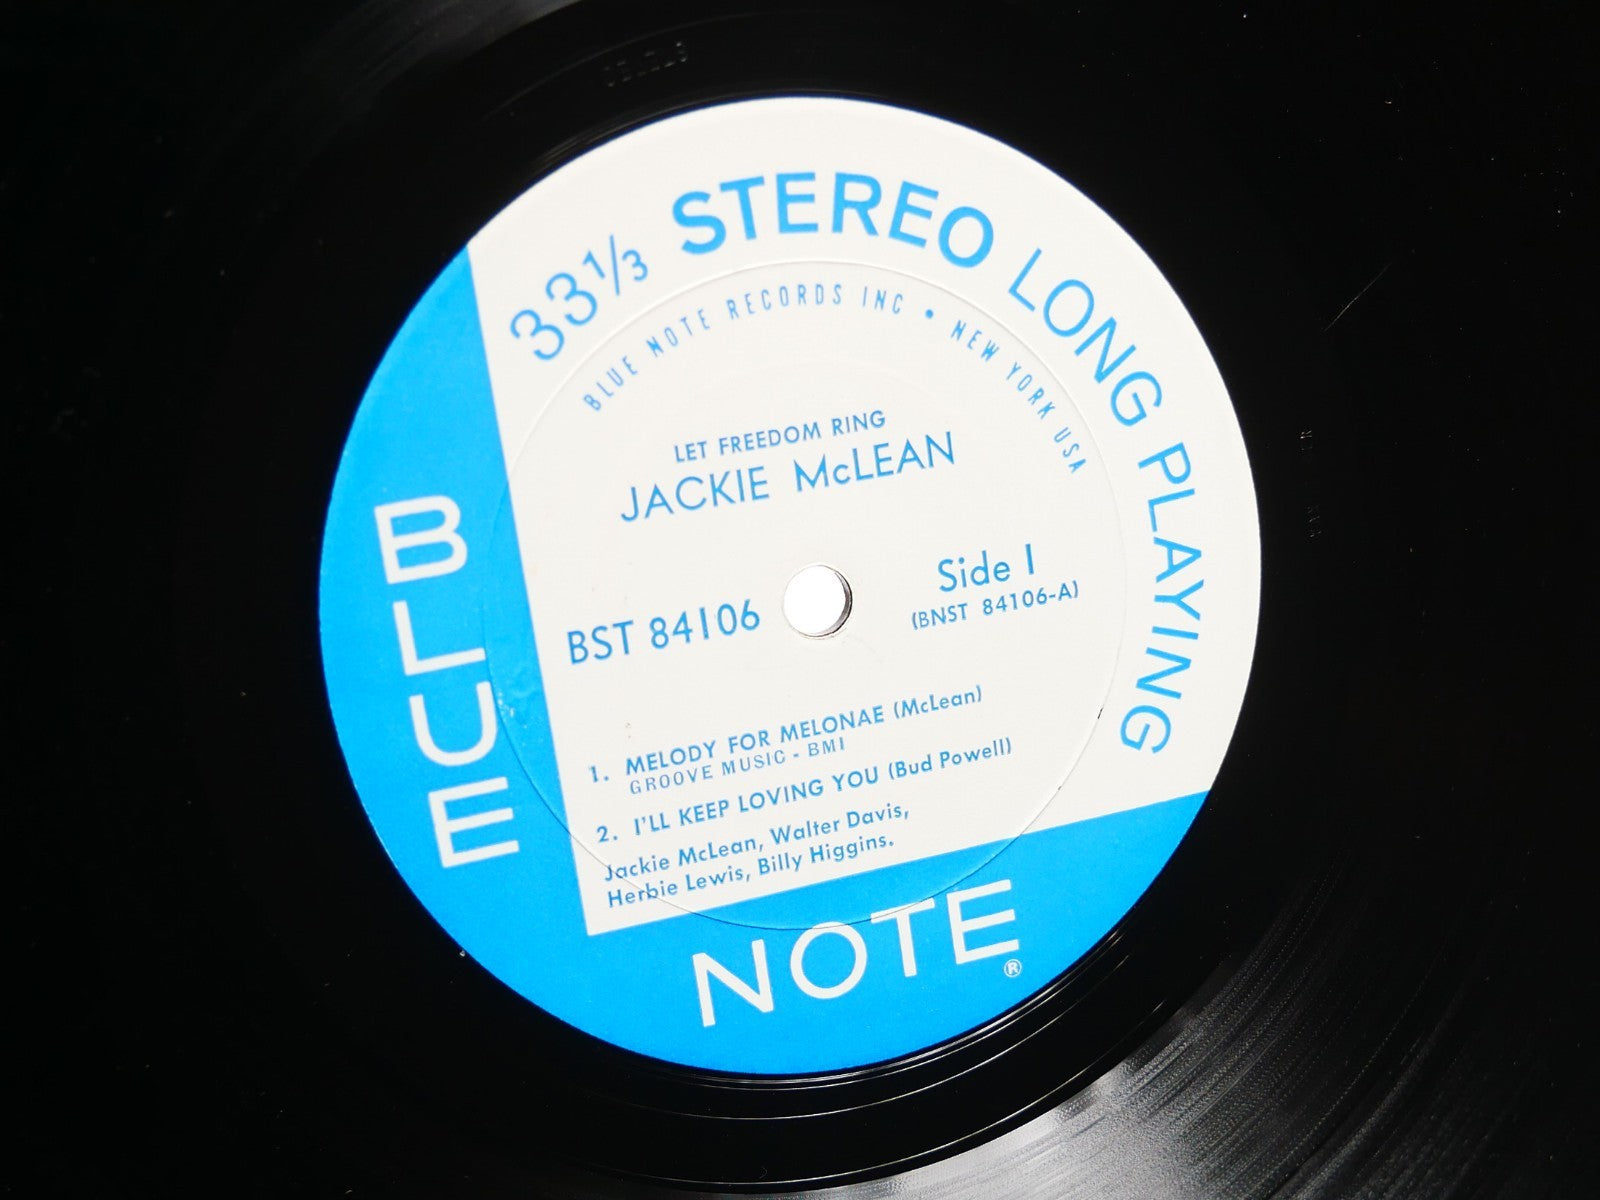 33⅓ STEREO LONG PLAYING
BLUE NOTE RECORDS INC • NEW YORK USA
LET FREEDOM RING
JACKIE McLEAN
BST 84106
Side 1
(BNST 84106-A)
1. MELODY FOR MELONAE (McLean)
GROOVE MUSIC - BMI
2. I'LL KEEP LOVING YOU (Bud Powell)
Jackie McLean, Walter Davis,
Herbie Lewis, Billy Higgins.
BLUE
NOTE ®